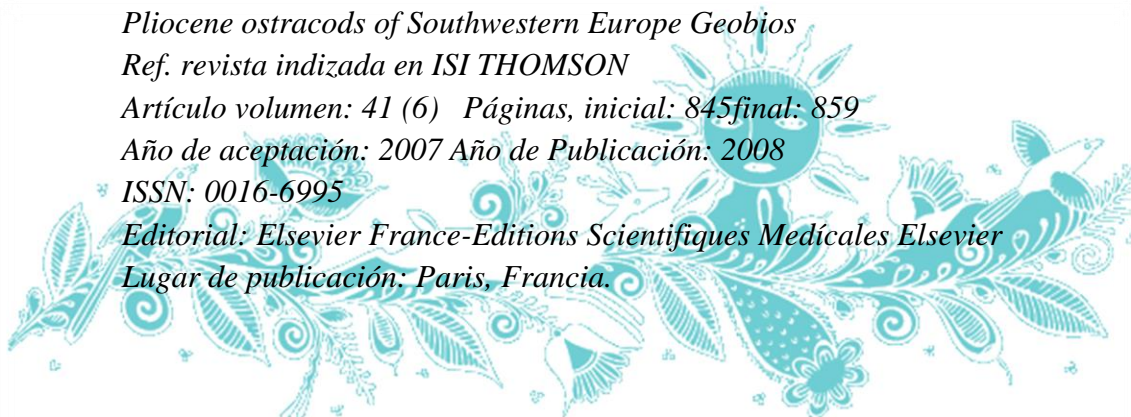 Pliocene ostracods of Southwestern Europe Geobios
Ref. revista indizada en ISI THOMSON
Artículo volumen: 41 (6) Páginas, inicial: 845final: 859
Año de aceptación: 2007 Año de Publicación: 2008
ISSN: 0016-6995
Editorial: Elsevier France-Editions Scientifiques Medícales Elsevier
Lugar de publicación: Paris, Francia.